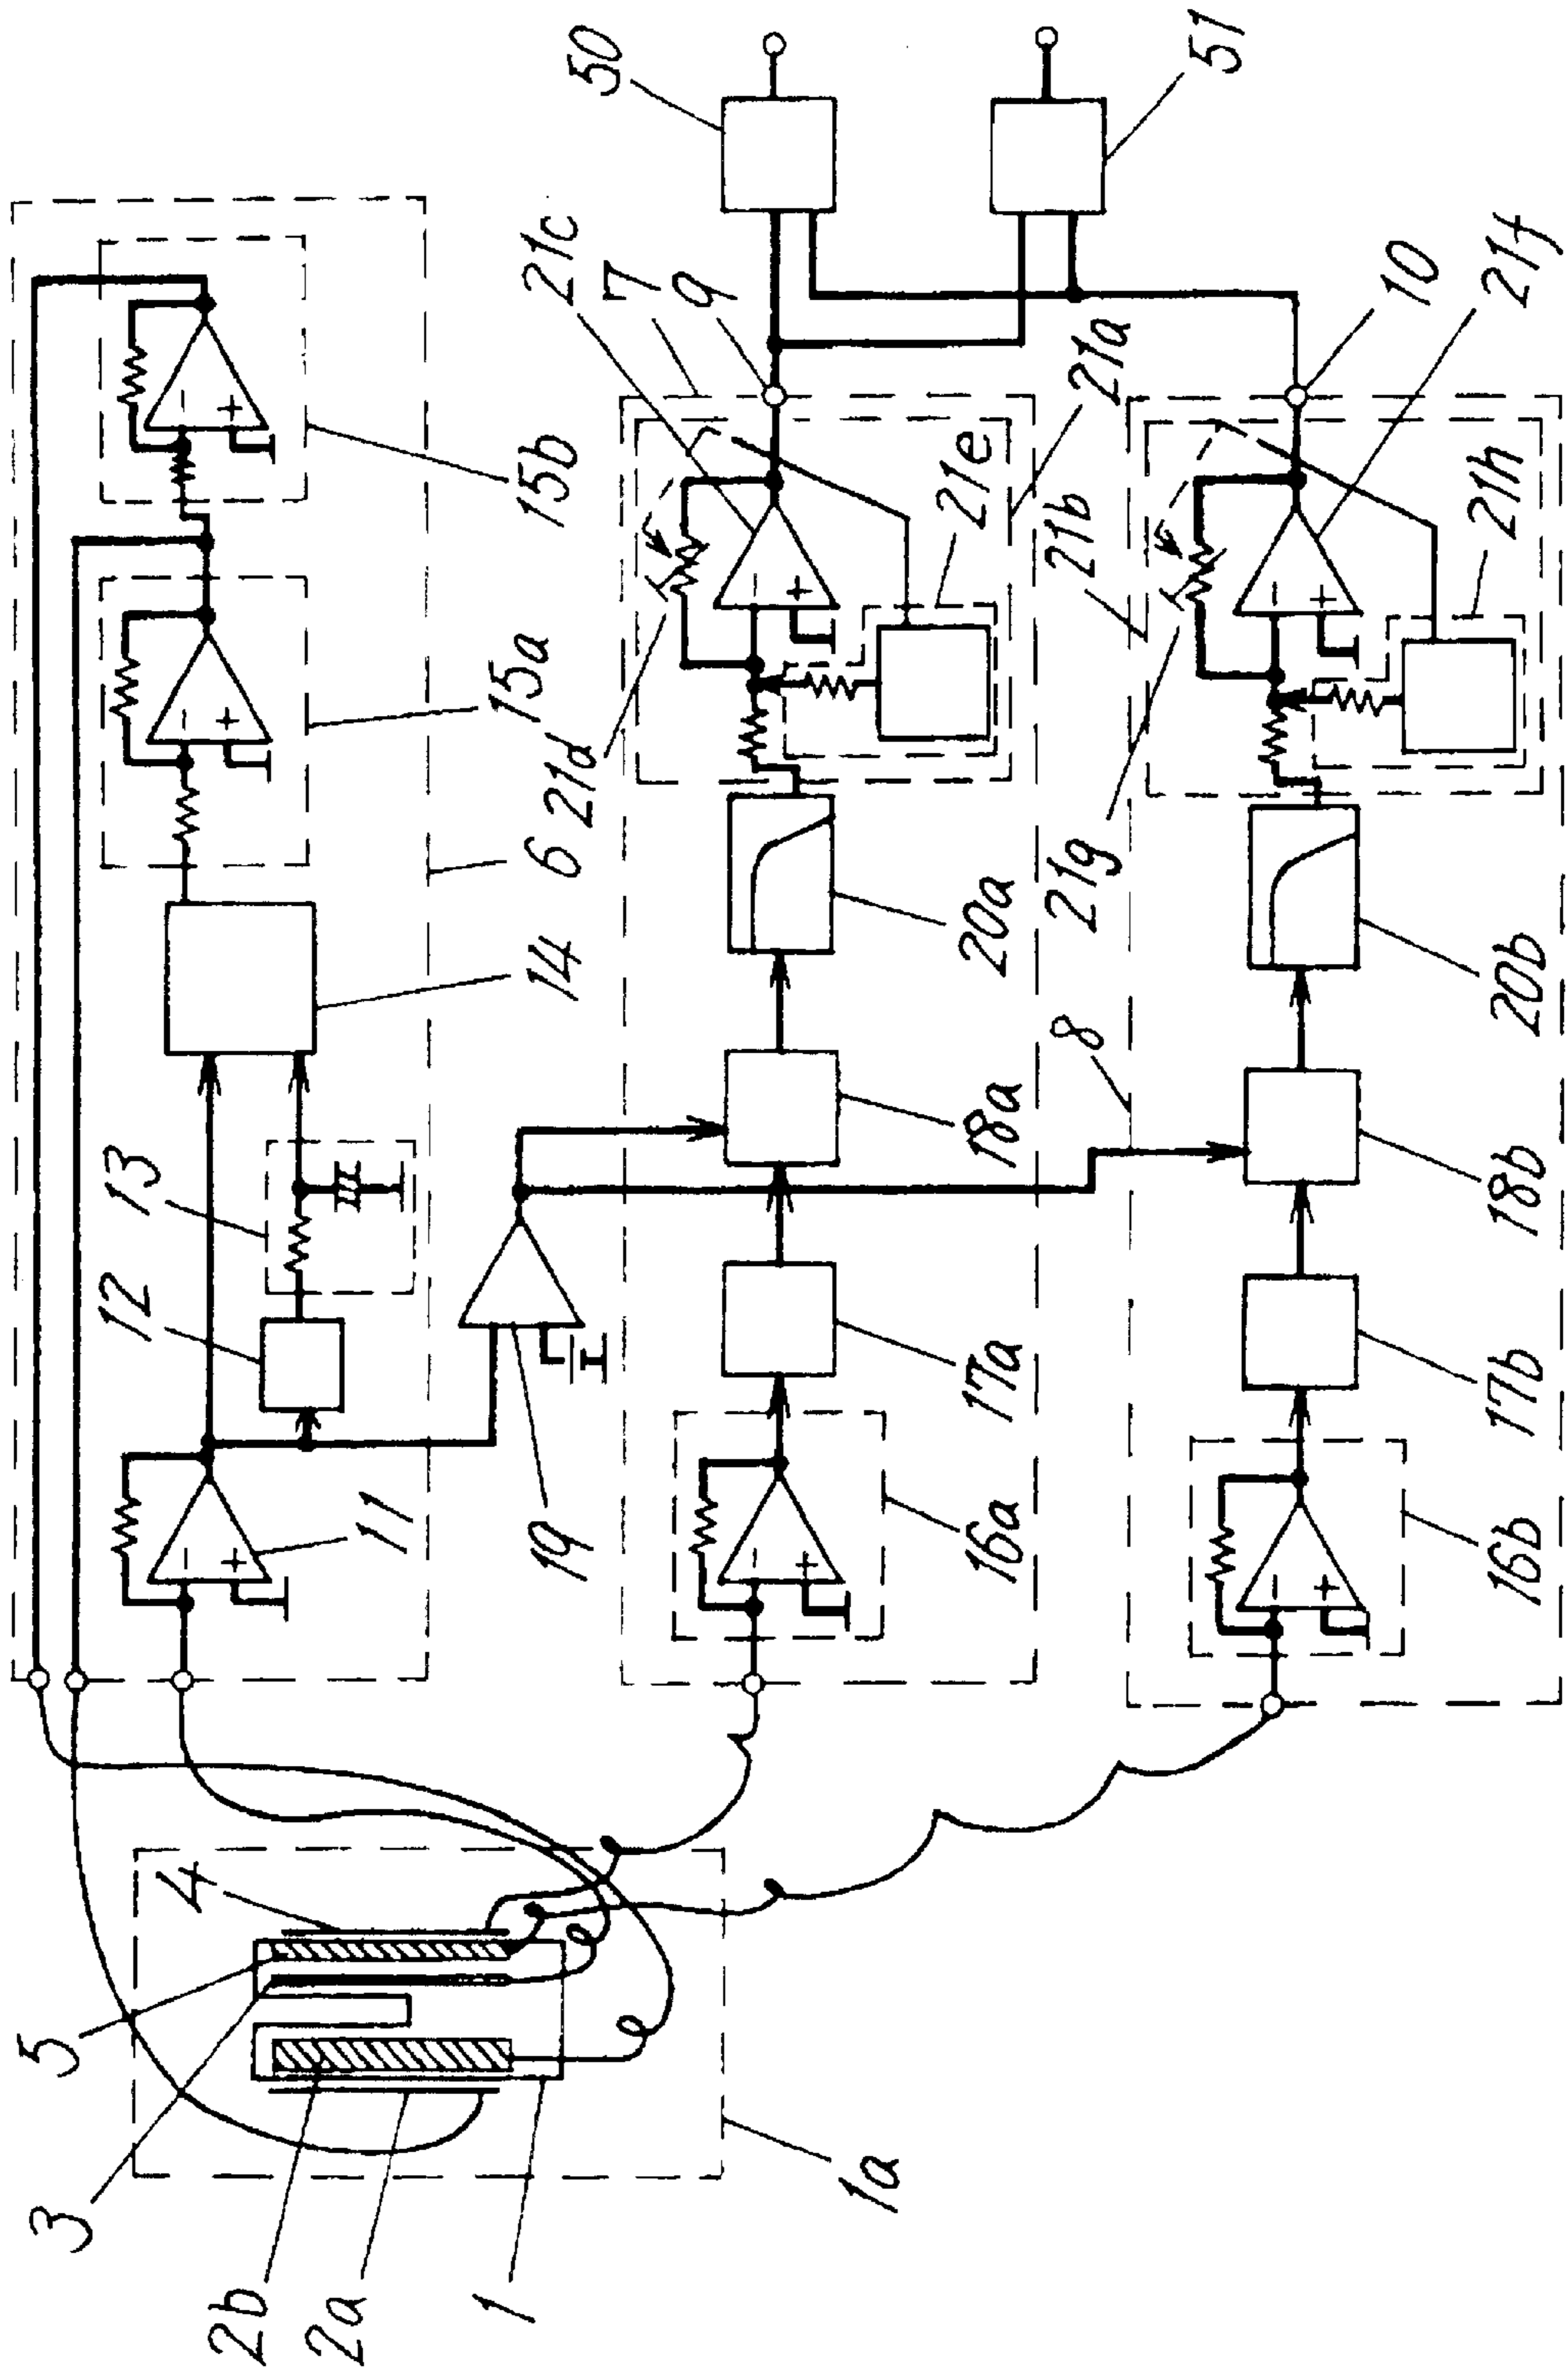 50
51
21c
7
9
21a
10
21f
15b
21e
21b
21h
15a
21d
6
21g
14
20a
20b
8
13
18a
18b
12
17a
17b
11
19
16a
16b
4
5
3
1a
2b
2a
1
- + - + - + - + - + - + - +